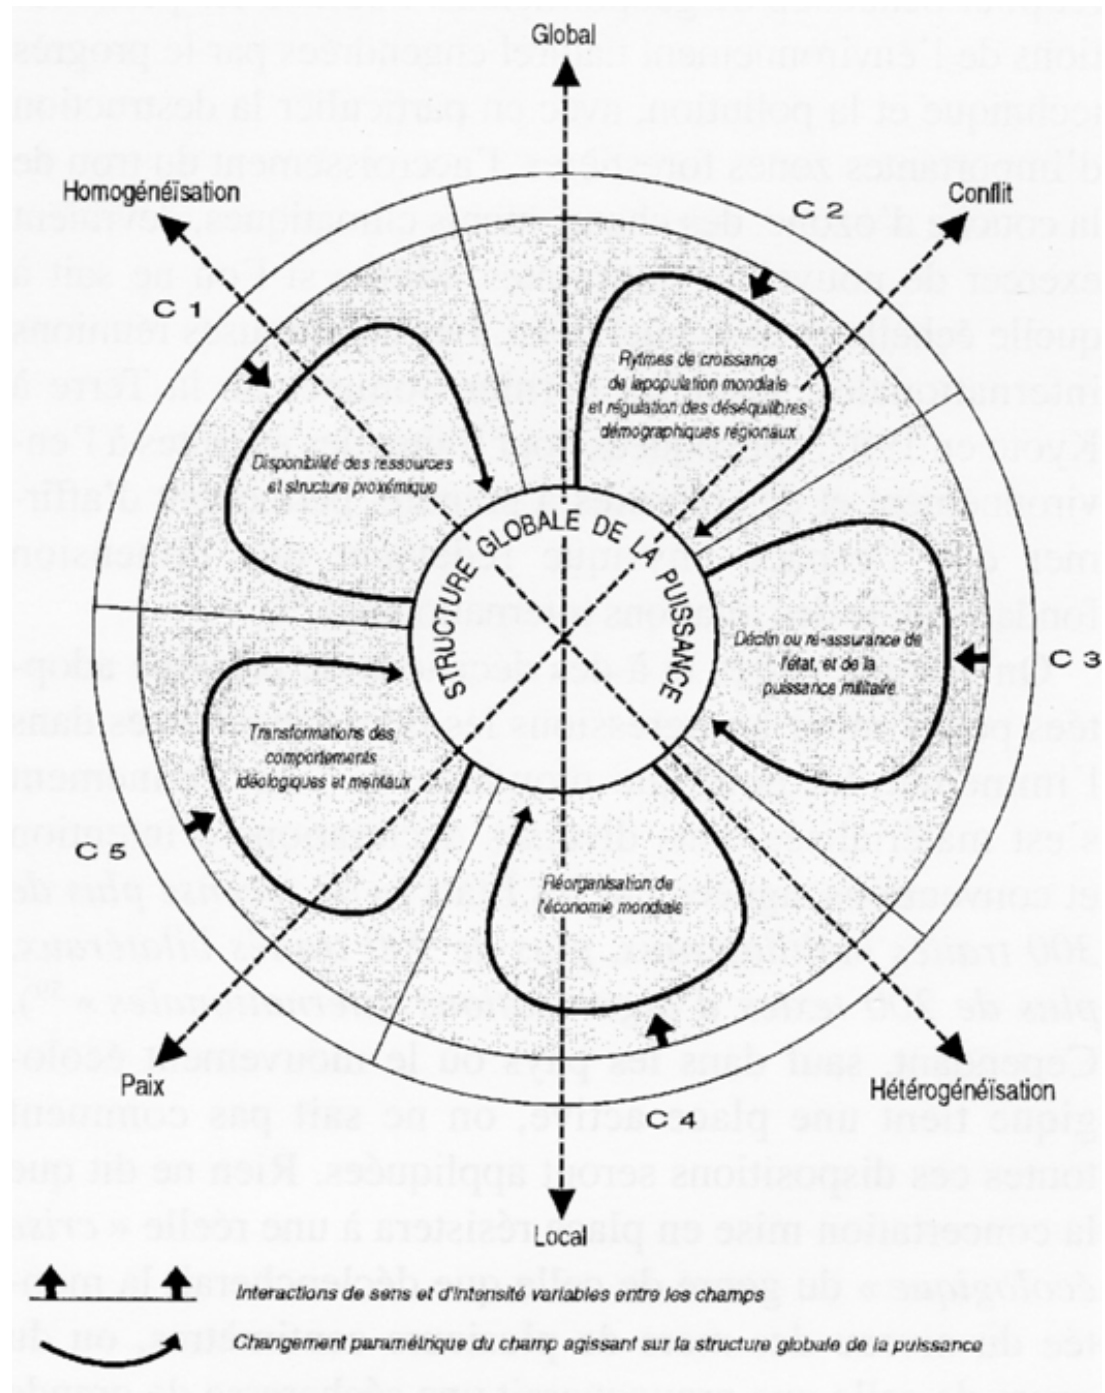 Global
Homogénéïsation
Conflit
C 1
C 2
Rytmes de croissance
de lapopulation mondiale
et régulation des déséquilibres
démographiques régionaux
Disponibilité des ressources
et structure proxémique
STRUCTURE GLOBALE DE LA PUISSANCE
Déclin ou ré-assurance de
l'état, et de la
puissance militaire
C 3
Transformations des
comportements
idéologiques et mentaux
C 5
Réorganisation de
l'économie mondiale
Paix
Hétérogénéïsation
C 4
Local
Interactions de sens et d'intensité variables entre les champs
Changement paramétrique du champ agissant sur la structure globale de la puissance